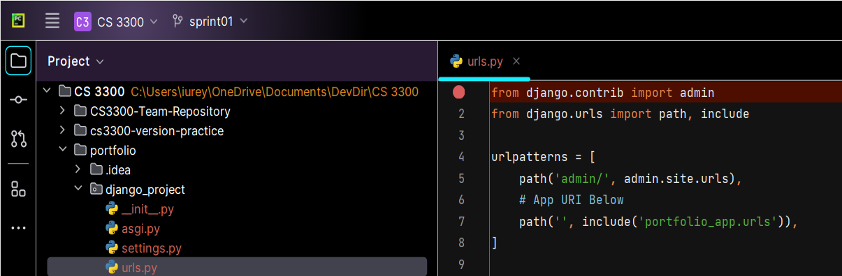 PC
C3 CS 3300 sprint01
Project
CS 3300 C:\Users\iurey\OneDrive\Documents\DevDir\CS 3300
CS3300-Team-Repository
cs3300-version-practice
portfolio
.idea
django_project
__init__.py
asgi.py
settings.py
urls.py
urls.py
from django.contrib import admin
2 from django.urls import path, include
3
4 urlpatterns = [
5 path('admin/', admin.site.urls),
6 # App URI Below
7 path('', include('portfolio_app.urls')),
8 ]
9